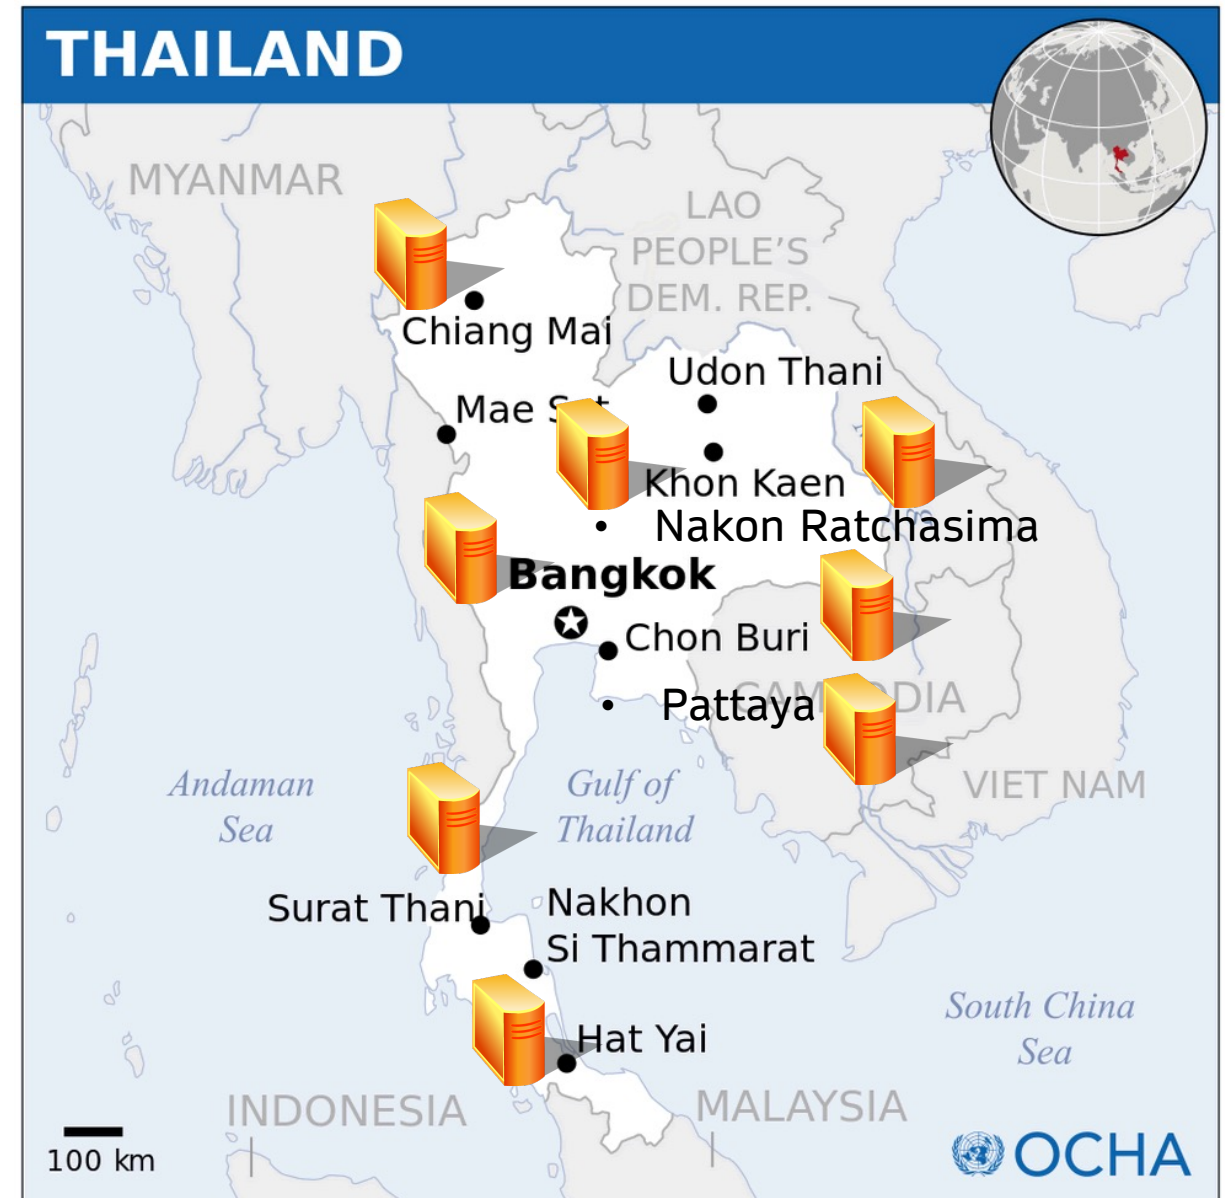 THAILAND
MYANMAR
LAO
PEOPLE'S
DEM. REP.
Chiang Mai
Udon Thani
Mae
Khon Kaen
Nakon Ratchasima
Bangkok
Chon Buri
Pattaya
VIET NAM
Andaman
Sea
Gulf of
Thailand
Surat Thani
Nakhon
Si Thammarat
Hat Yai
South China
Sea
INDONESIA
MALAYSIA
100 km
OCHA